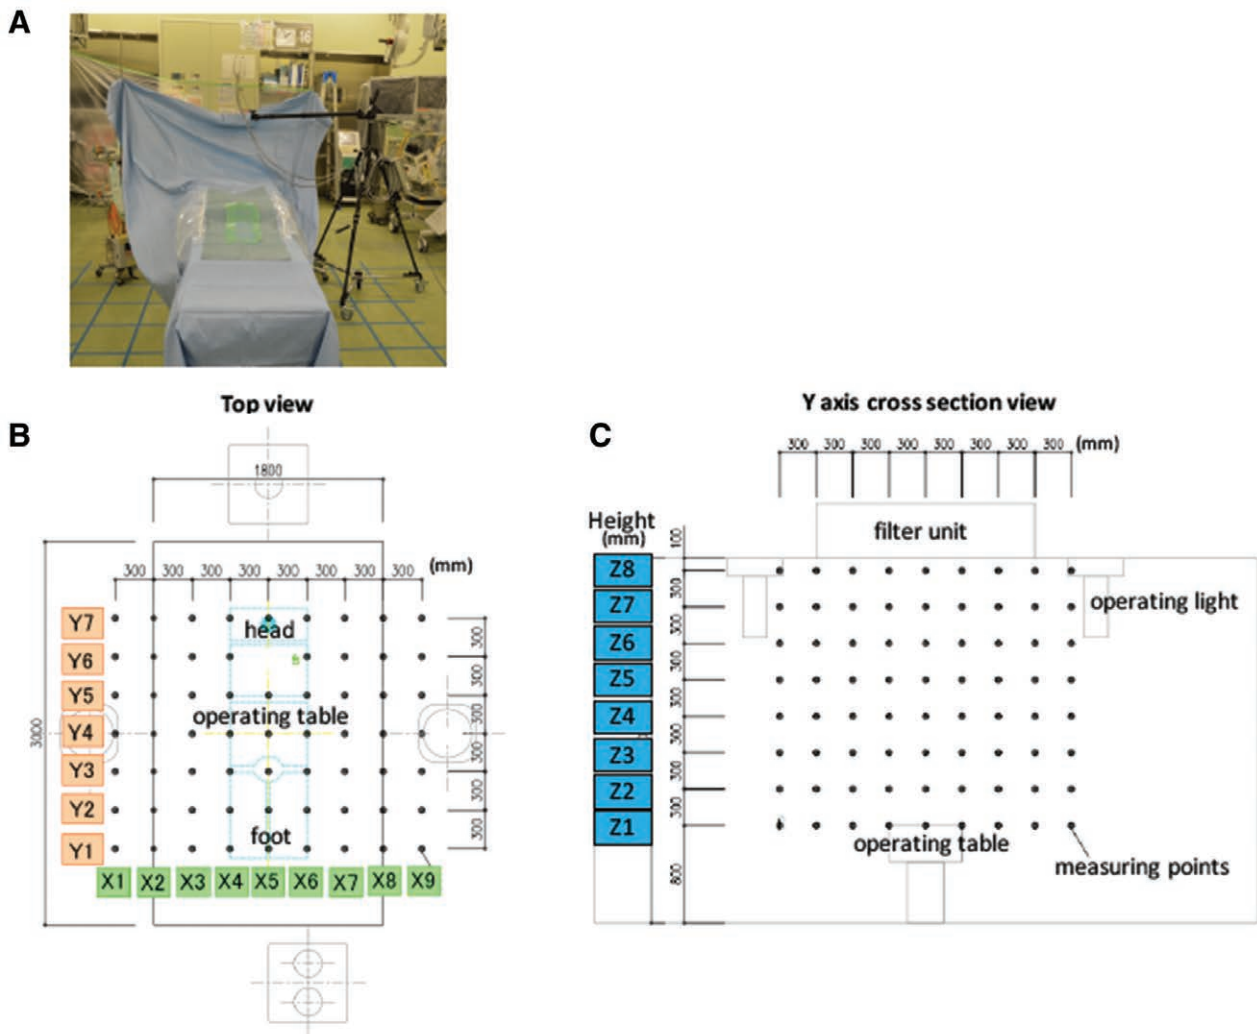 A
16
Top view
B
1800
300 300 300 300 300 300 300 300 (mm)
3000
Y7
Y6
Y5
Y4
Y3
Y2
Y1
head
operating table
foot
300
300
300
300
300
300
X1 X2 X3 X4 X5 X6 X7 X8 X9
Y axis cross section view
C
300 300 300 300 300 300 300 300 (mm)
Height
(mm)
Z8
Z7
Z6
Z5
Z4
Z3
Z2
Z1
100
300
300
300
300
300
300
300
800
filter unit
operating light
operating table
measuring points